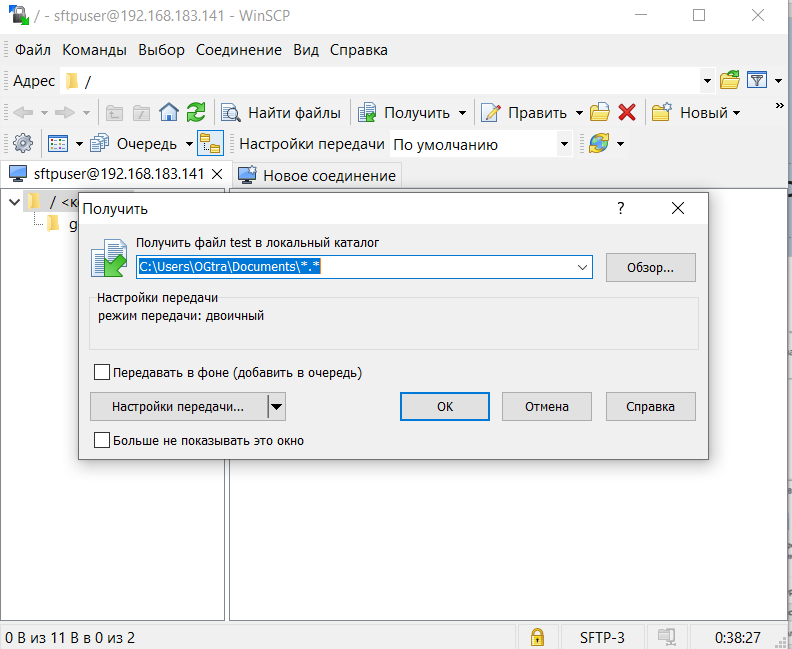 / - sftpuser@192.168.183.141 - WinSCP
Файл Команды Выбор Соединение Вид Справка
Адрес /
Найти файлы Получить Править Новый »
Очередь Настройки передачи По умолчанию
sftpuser@192.168.183.141 Новое соединение
/ <к
g
Получить ?
Получить файл test в локальный каталог
C:\Users\OGtra\Documents\*.*
Обзор...
Настройки передачи
режим передачи: двоичный
Передавать в фоне (добавить в очередь)
Настройки передачи... OK Отмена Справка
Больше не показывать это окно
0 B из 11 B в 0 из 2 SFTP-3 0:38:27